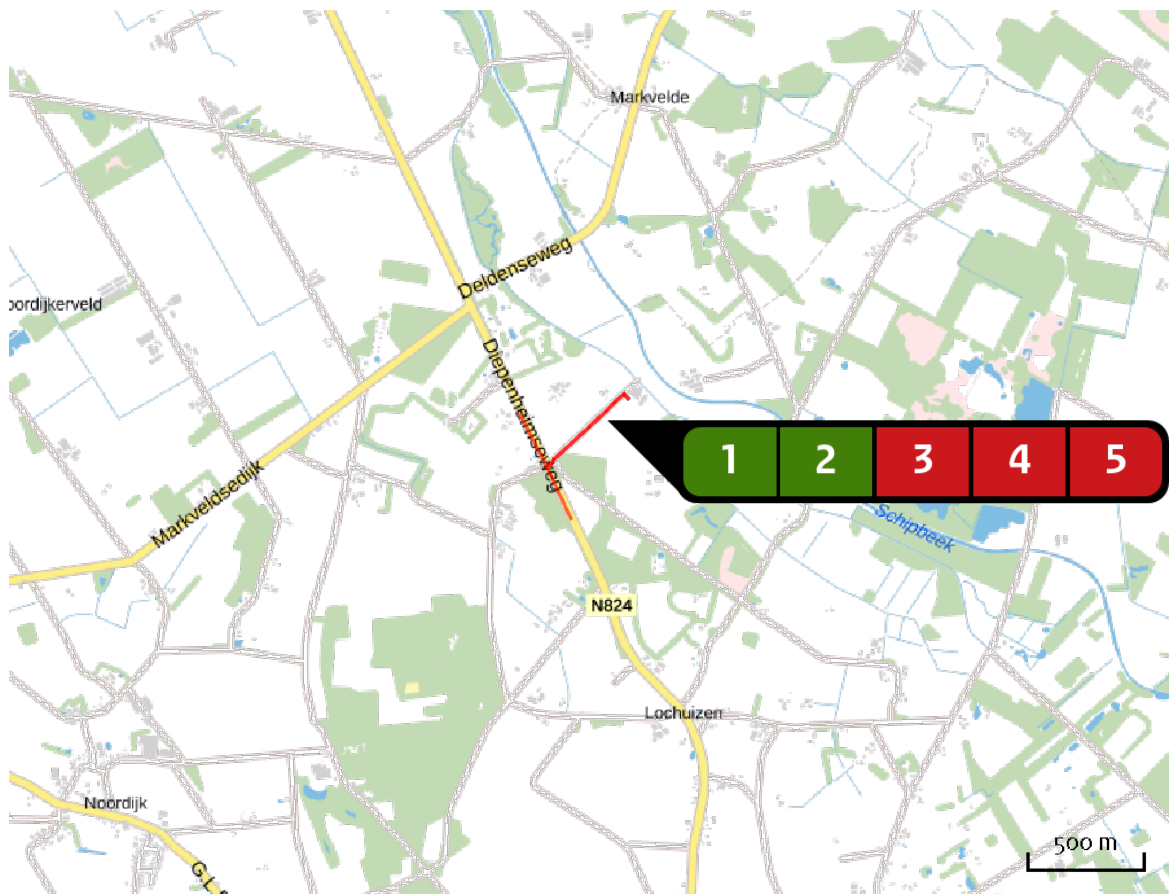 Markvelde
Deldenseweg
oordijkerveld
Diepenheimseweg
1 2 3 4 5
Markveldsedijk
Schipbeek
N824
Lochuizen
Noordijk
500 m